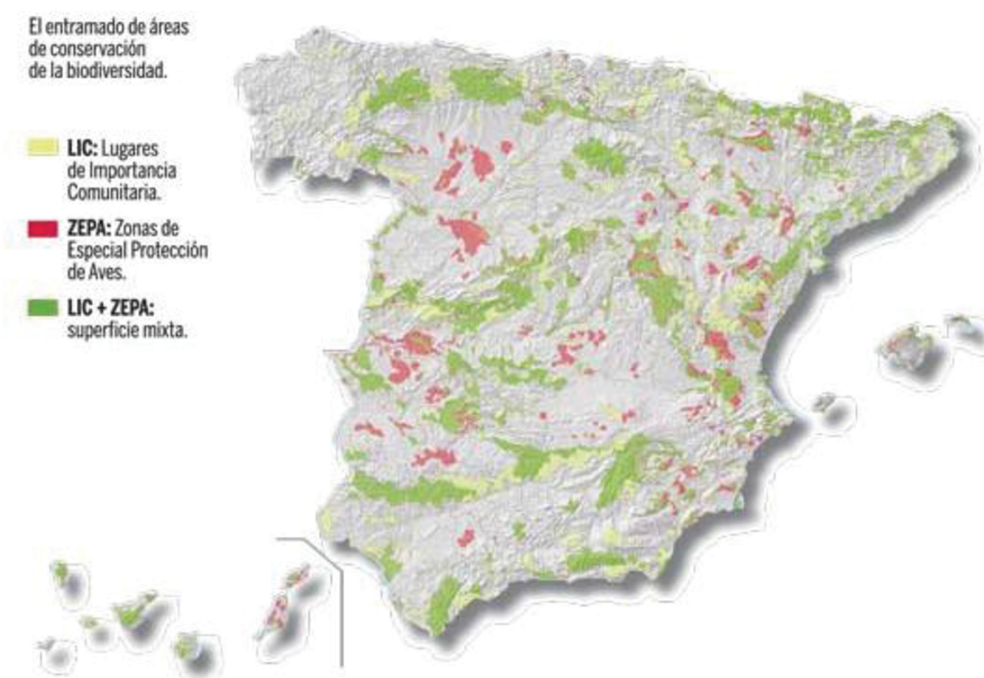 El entramado de áreas
de conservación
de la biodiversidad.
LIC: Lugares
de Importancia
Comunitaria.
ZEPA: Zonas de
Especial Protección
de Aves.
LIC + ZEPA:
superficie mixta.